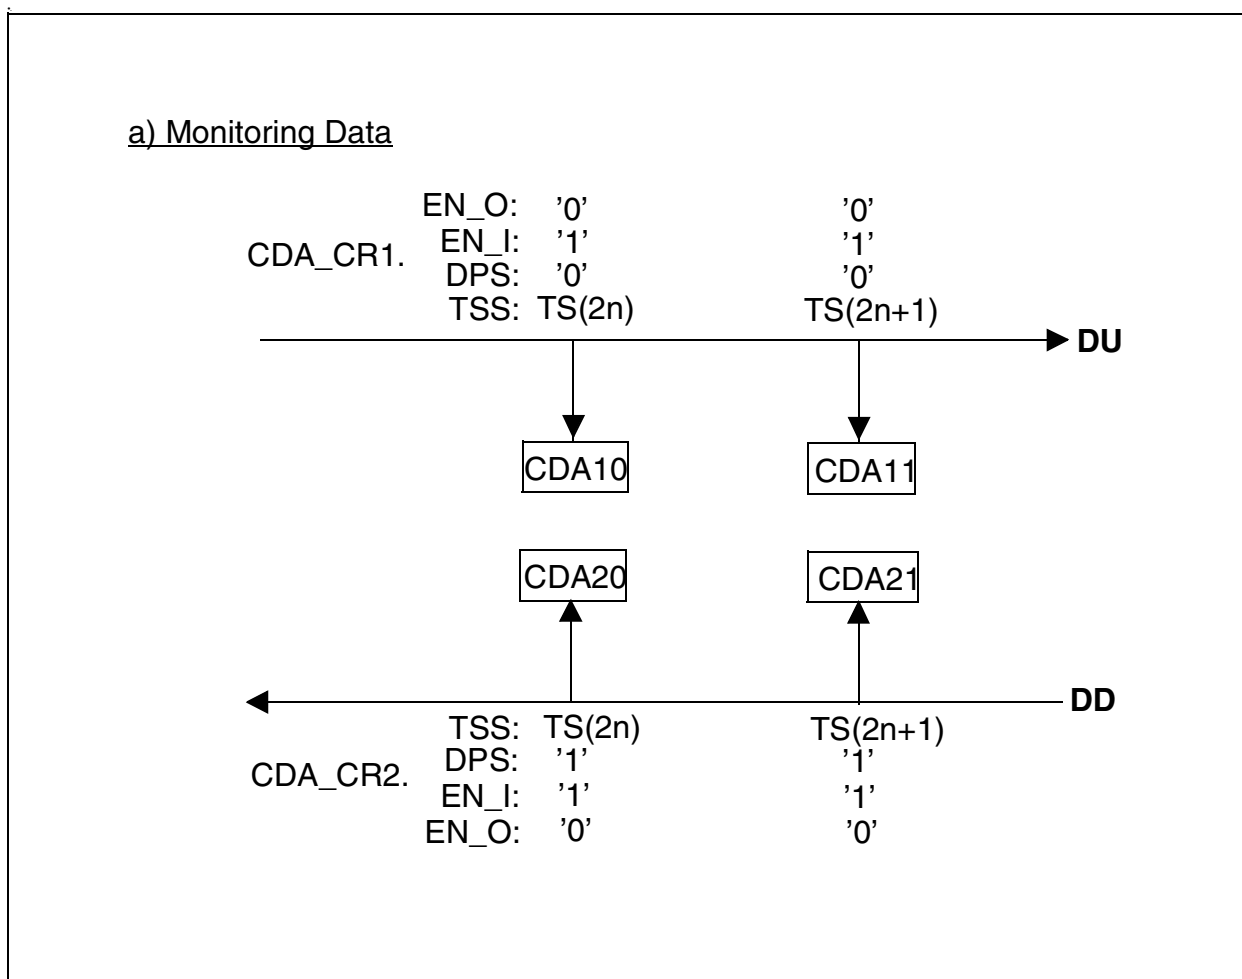 a) Monitoring Data
EN_O: '0' '0'
CDA_CR1. EN_I: '1' '1'
DPS: '0' '0'
TSS: TS(2n) TS(2n+1)
DU
CDA10 CDA11
CDA20 CDA21
DD
TSS: TS(2n) TS(2n+1)
CDA_CR2. DPS: '1' '1'
EN_I: '1' '1'
EN_O: '0' '0'